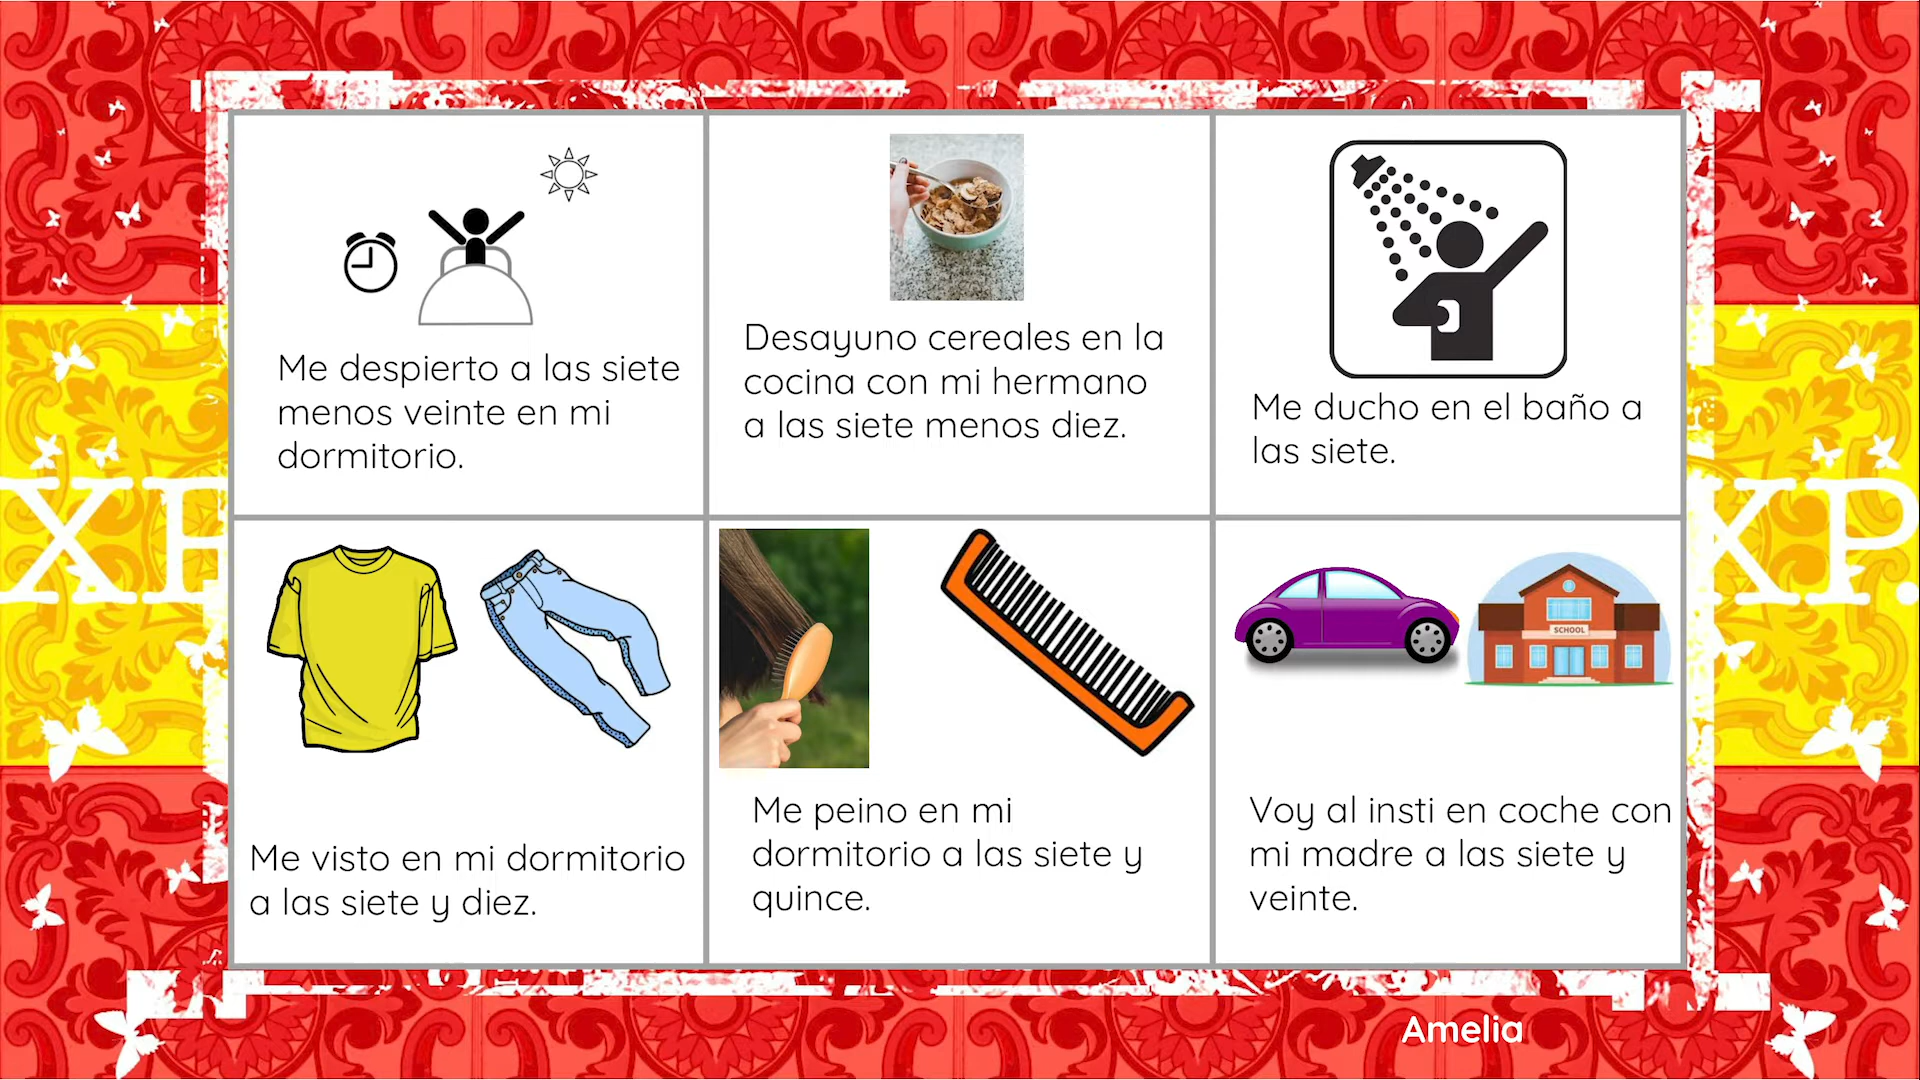 Me despierto a las siete
menos veinte en mi
dormitorio.
Desayuno cereales en la
cocina con mi hermano
a las siete menos diez.
Me ducho en el baño a
las siete.
Me visto en mi dormitorio
a las siete y diez.
Me peino en mi
dormitorio a las siete y
quince.
SCHOOL
Voy al insti en coche con
mi madre a las siete y
veinte.
Amelia